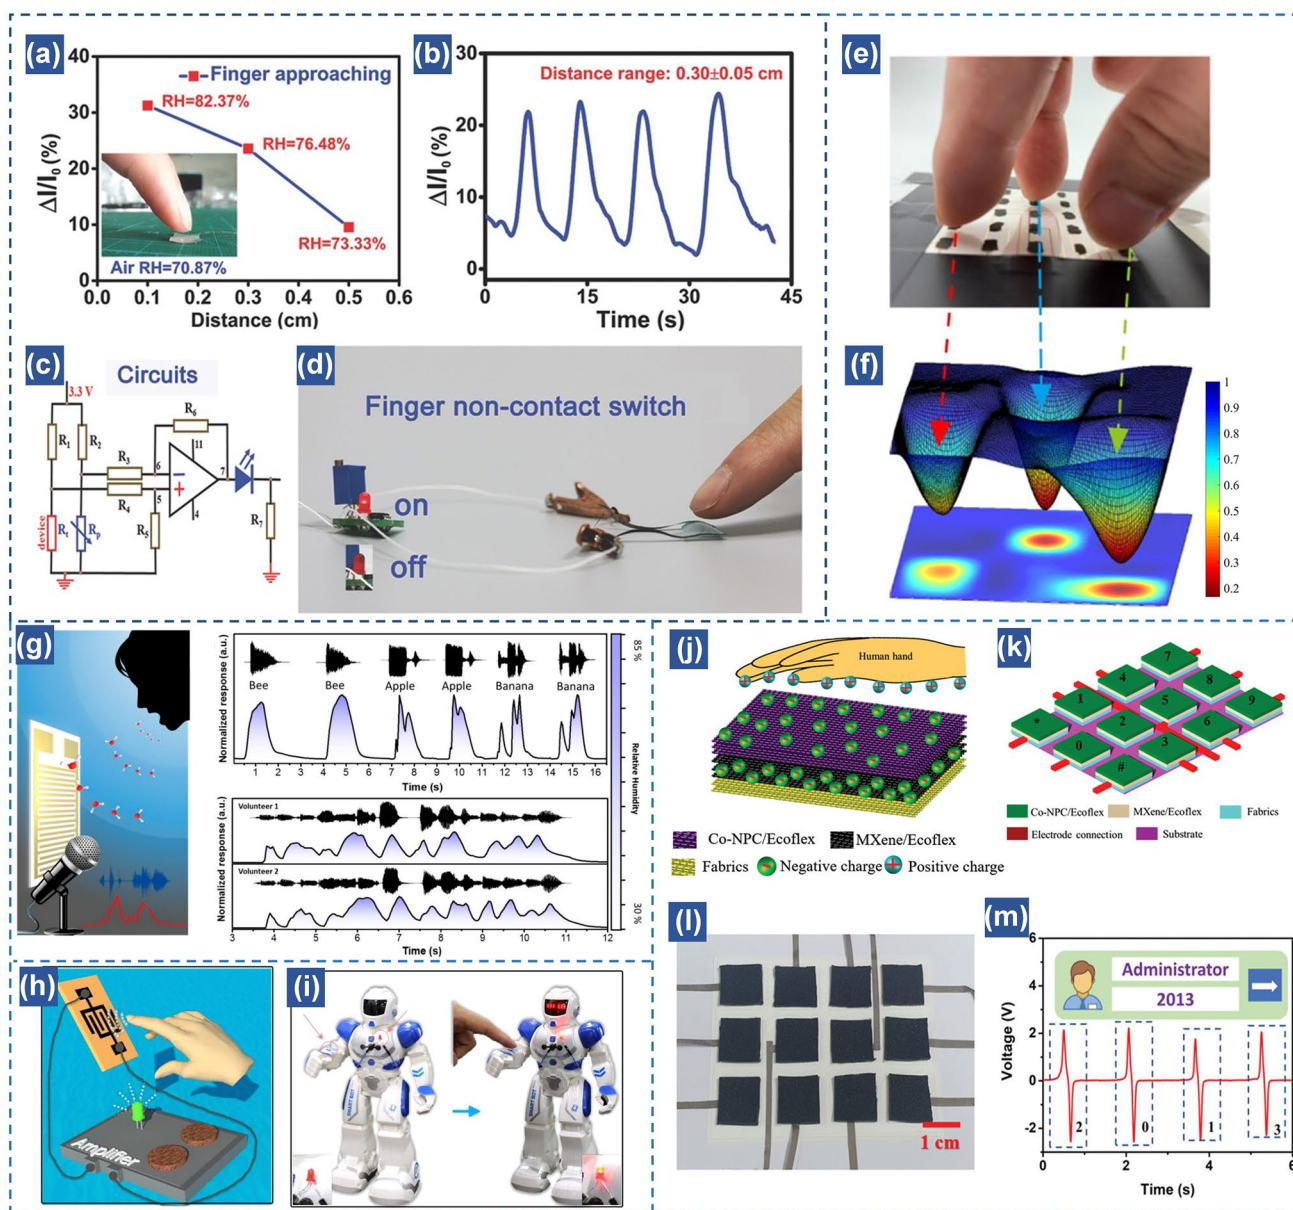 (a)
40
30
20
10
0
ΔI/I₀ (%)
Finger approaching
RH=82.37%
RH=76.48%
RH=73.33%
Air RH=70.87%
0.0 0.1 0.2 0.3 0.4 0.5 0.6
Distance (cm)
(b)
30
20
10
0
ΔI/I₀ (%)
Distance range: 0.30±0.05 cm
0 15 30 45
Time (s)
(c)
Circuits
3.3 V
R₁ R₂
R₃
R₄
R₅
R₆
R₇
11
6
7
5
4
device
Rₜ
Rₚ
(d)
Finger non-contact switch
on
off
(e)
(f)
1
0.9
0.8
0.7
0.6
0.5
0.4
0.3
0.2
(g)
Normalized response (a.u.)
Bee Bee Apple Apple Banana Banana
1 2 3 4 5 6 7 8 9 10 11 12 13 14 15 16
Time (s)
Normalized response (a.u.)
Volunteer 1
Volunteer 2
3 4 5 6 7 8 9 10 11 12
Time (s)
85 %
Relative Humidity
30 %
(h)
Amplifier
(i)
SMART BOT
(j)
Human hand
Co-NPC/Ecoflex MXene/Ecoflex
Fabrics Negative charge Positive charge
(k)
7
4 8
1 5 9
* 2 6
0 3
#
Co-NPC/Ecoflex MXene/Ecoflex Fabrics
Electrode connection Substrate
(l)
1 cm
(m)
6
4
2
0
-2
Voltage (V)
Administrator
2013
2 0 1 3
0 2 4 6
Time (s)